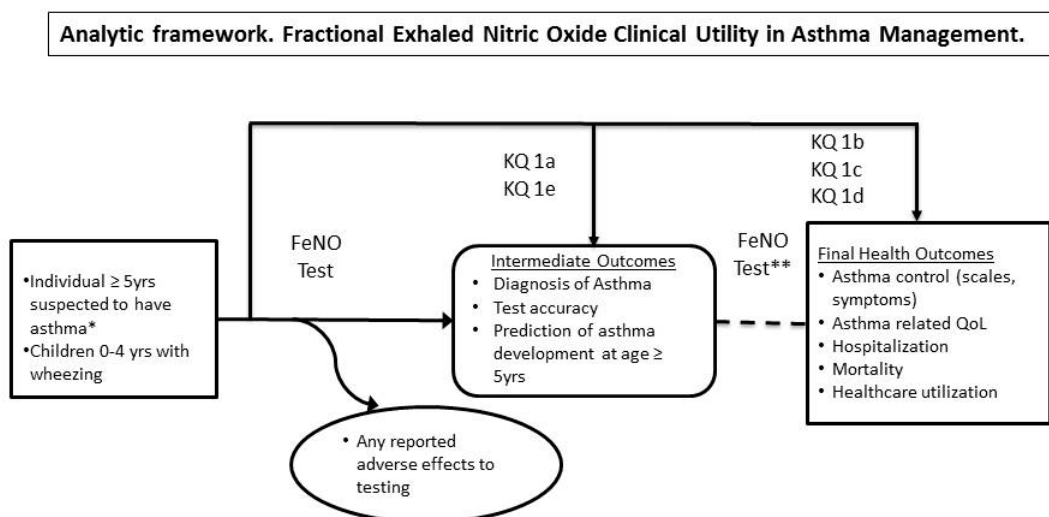 Analytic framework. Fractional Exhaled Nitric Oxide Clinical Utility in Asthma Management.
KQ 1a
KQ 1e
KQ 1b
KQ 1c
KQ 1d
FeNO
Test
FeNO
Test**
•Individual ≥ 5yrs
suspected to have
asthma*
•Children 0-4 yrs with
wheezing
Intermediate Outcomes
• Diagnosis of Asthma
• Test accuracy
• Prediction of asthma
development at age ≥
5yrs
Final Health Outcomes
• Asthma control (scales,
symptoms)
• Asthma related QoL
• Hospitalization
• Mortality
• Healthcare utilization
• Any reported
adverse effects to
testing